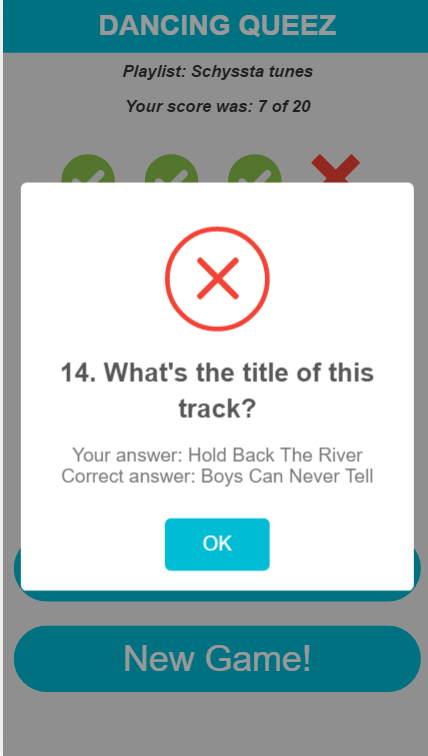 DANCING QUEEZ
Playlist: Schyssta tunes
Your score was: 7 of 20
14. What's the title of this
track?
Your answer: Hold Back The River
Correct answer: Boys Can Never Tell
OK
New Game!